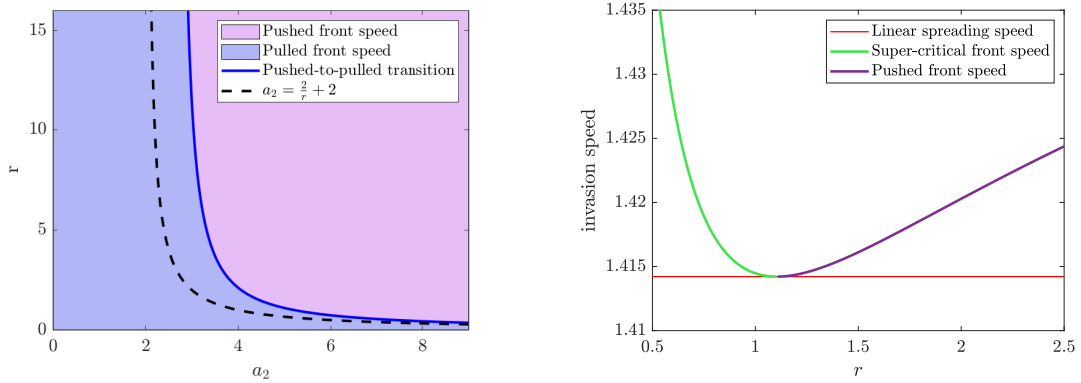 Pushed front speed
Pulled front speed
Pushed-to-pulled transition
a₂ = 2/r + 2
15
10
5
0
r
0
2
4
6
8
a₂
Linear spreading speed
Super-critical front speed
Pushed front speed
1.435
1.43
1.425
1.42
1.415
1.41
invasion speed
0.5
1
1.5
2
2.5
r